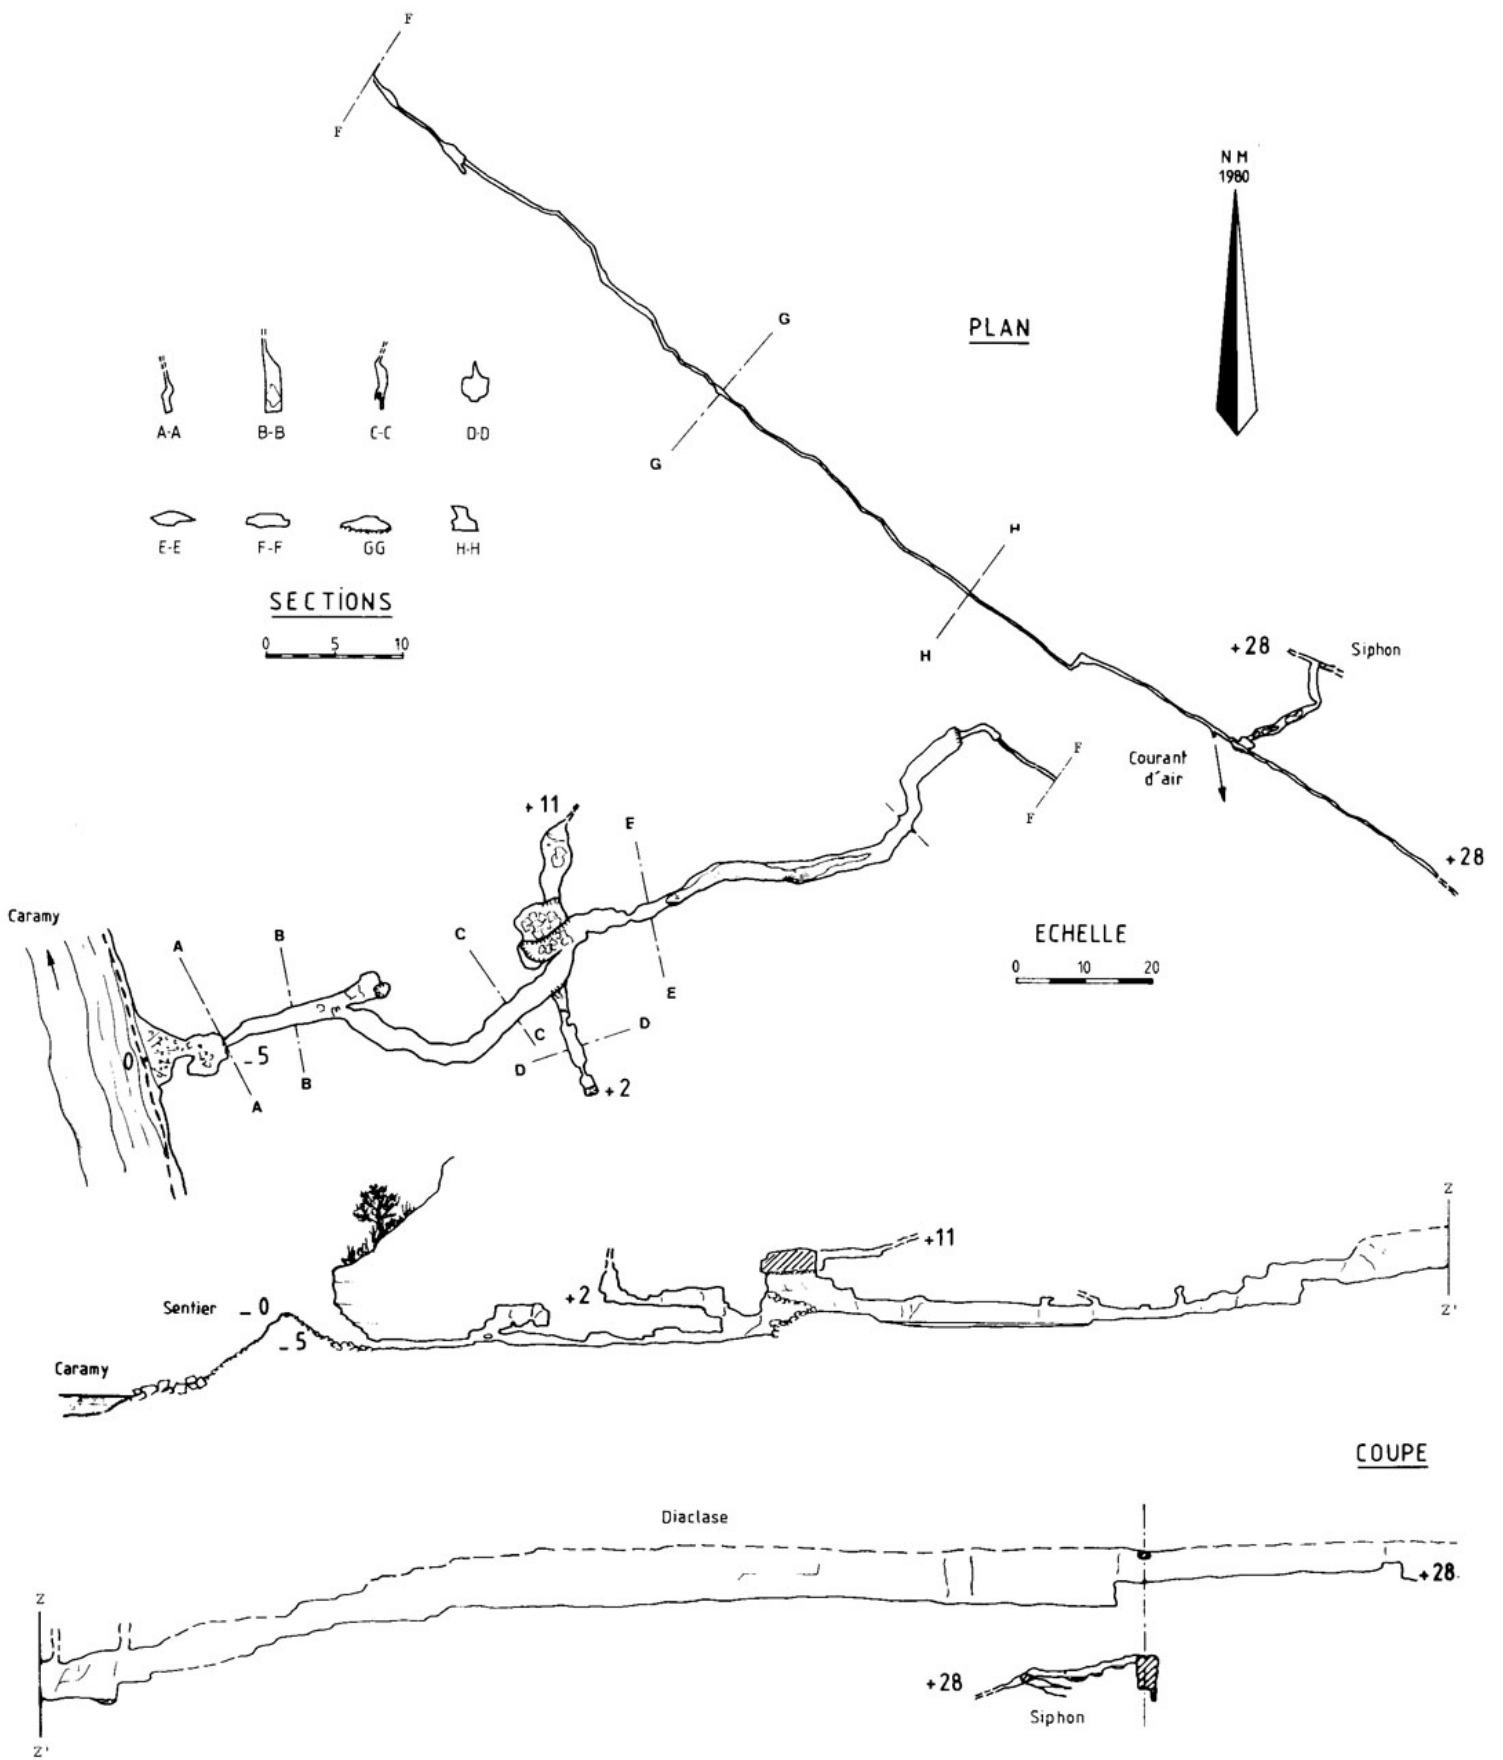 F
F
N M
1980
G
PLAN
A-A
B-B
C-C
D-D
G
H
E-E
F-F
GG
H-H
SECTIONS
0 5 10
H
+28
Siphon
Courant
d'air
F
F
+11
E
+28
Caramy
A
B
C
ECHELLE
0 10 20
E
D
C
0
-5
D
B
+2
A
Z
+11
+2
Sentier
-0
Z'
-5
Caramy
COUPE
Diaclase
+28
Z
+28
Siphon
Z'